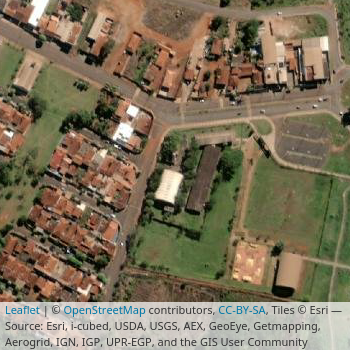 Leaflet | © OpenStreetMap contributors, CC-BY-SA, Tiles © Esri —
Source: Esri, i-cubed, USDA, USGS, AEX, GeoEye, Getmapping,
Aerogrid, IGN, IGP, UPR-EGP, and the GIS User Community